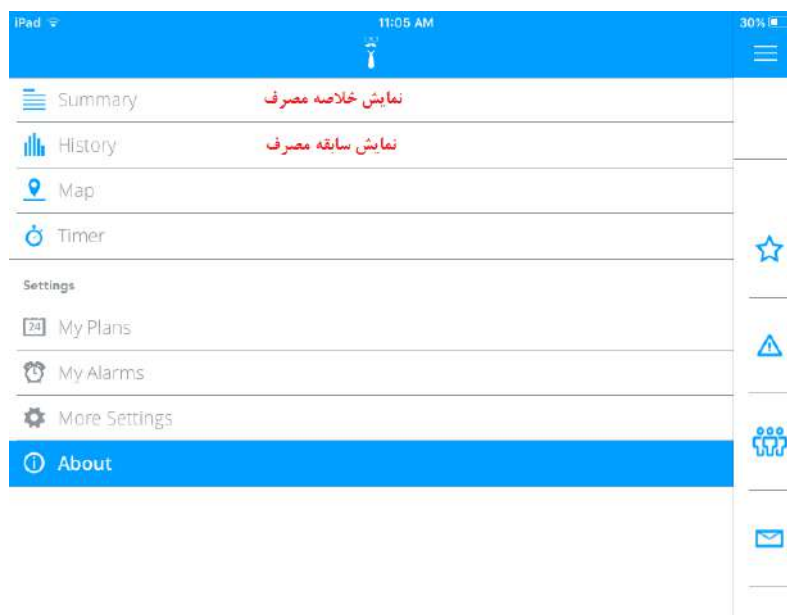 iPad
11:05 AM
30%
Summary نمایش خلاصه مصرف
History نمایش سابقه مصرف
Map
Timer
Settings
24 My Plans
My Alarms
More Settings
About